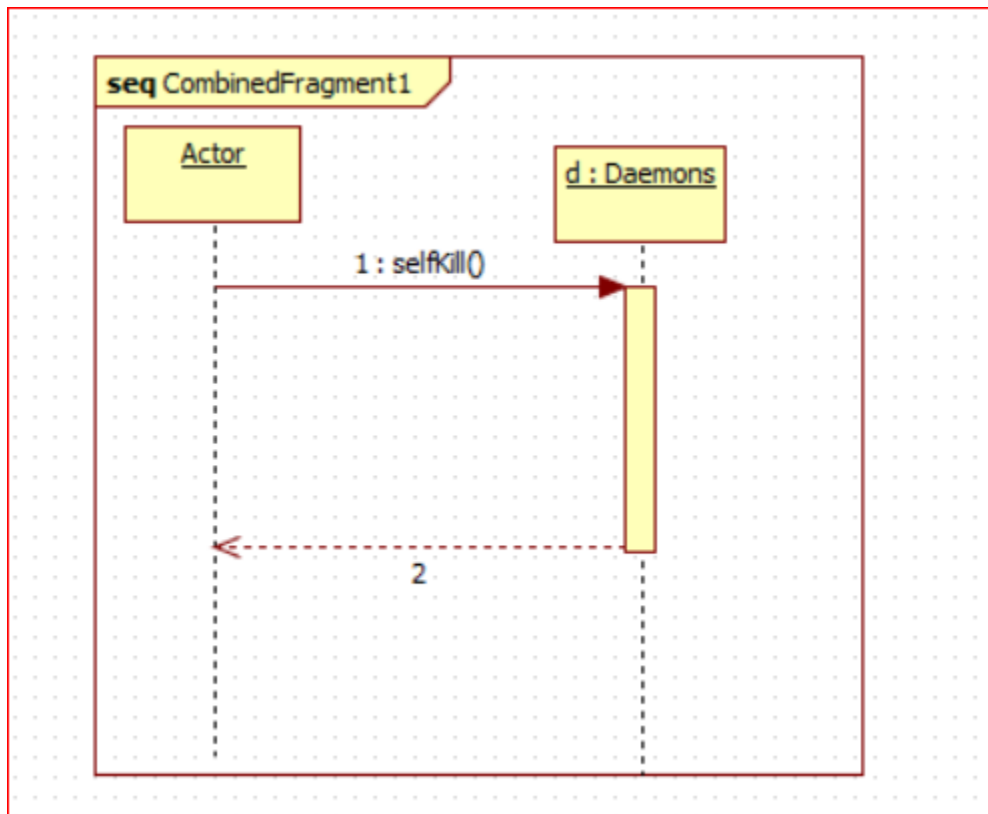 seq CombinedFragment1
Actor
d : Daemons
1 : selfKill()
2